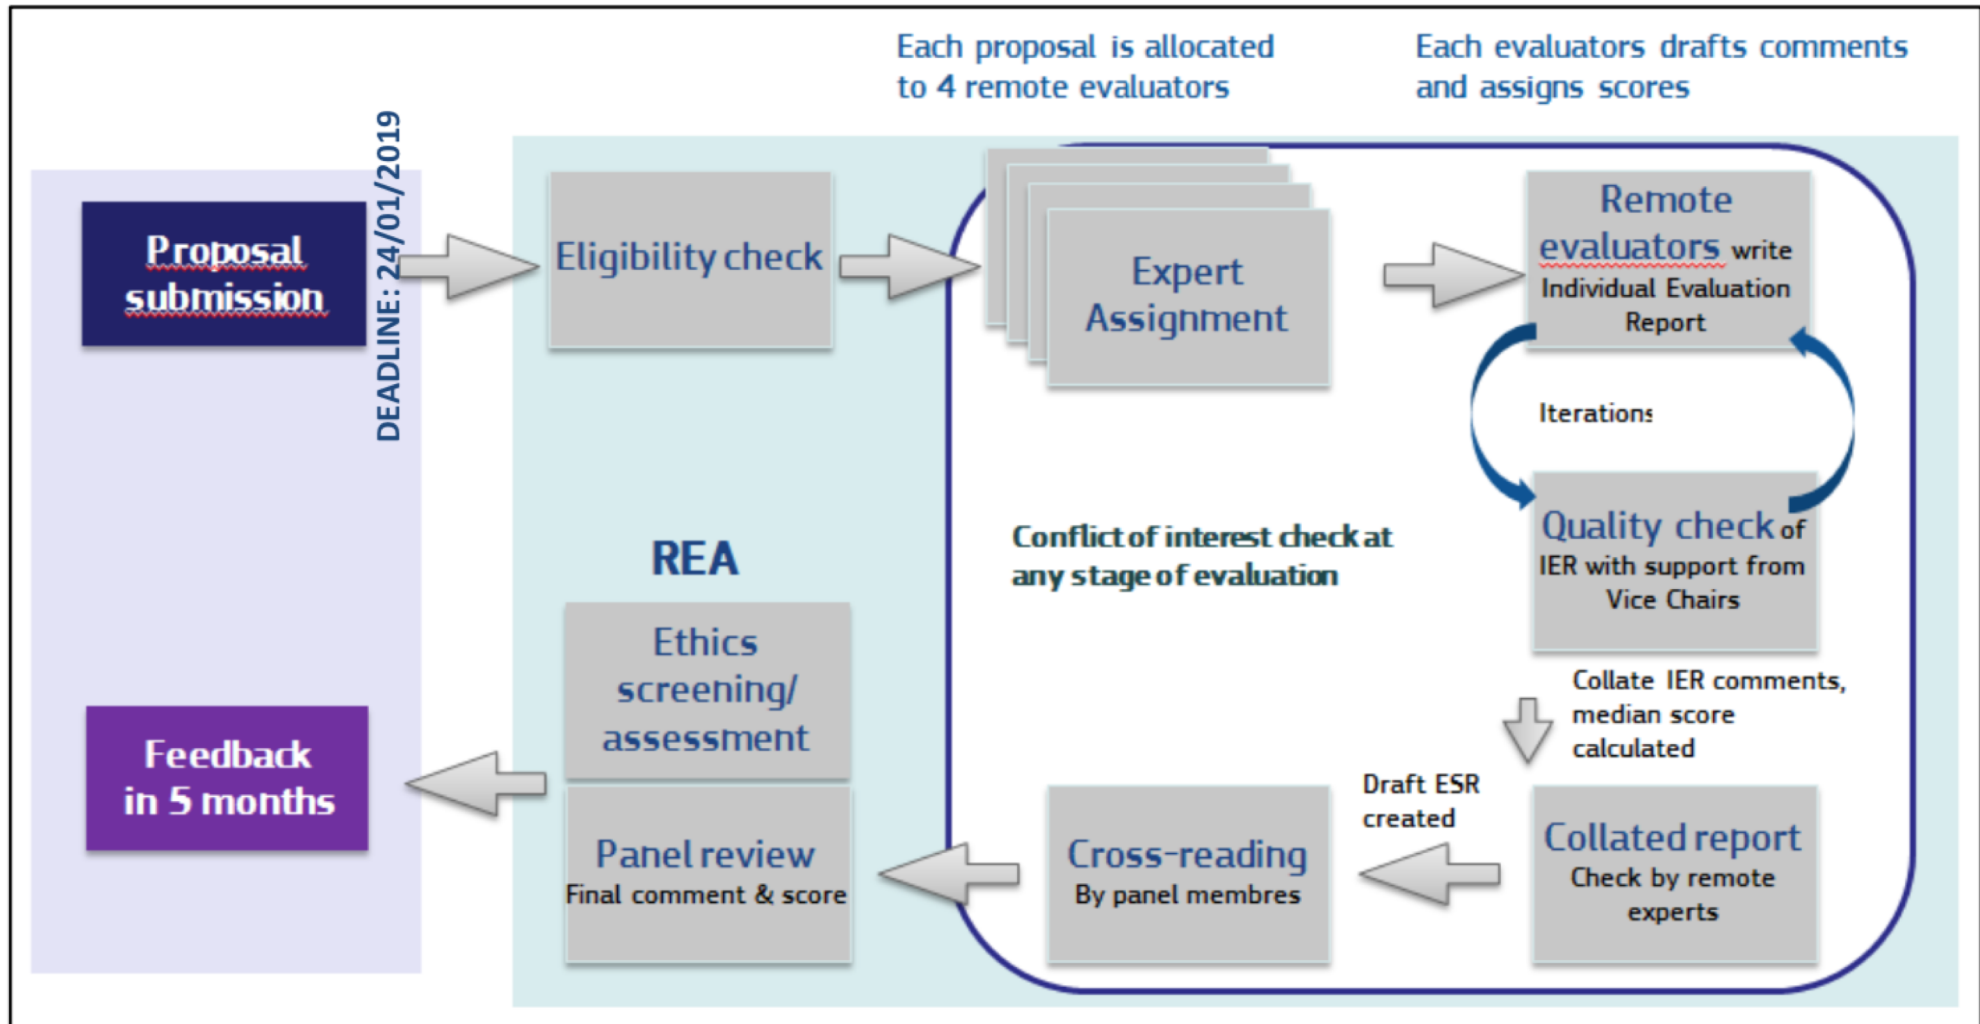 Each proposal is allocated
to 4 remote evaluators
Each evaluators drafts comments
and assigns scores
DEADLINE: 24/01/2019
Proposal
submission
Eligibility check
Expert
Assignment
Remote
evaluators write
Individual Evaluation
Report
Iterations
Quality check of
IER with support from
Vice Chairs
Conflict of interest check at
any stage of evaluation
REA
Collate IER comments,
median score
calculated
Collated report
Check by remote
experts
Draft ESR
created
Cross-reading
By panel membres
Ethics
screening/
assessment
Panel review
Final comment & score
Feedback
in 5 months